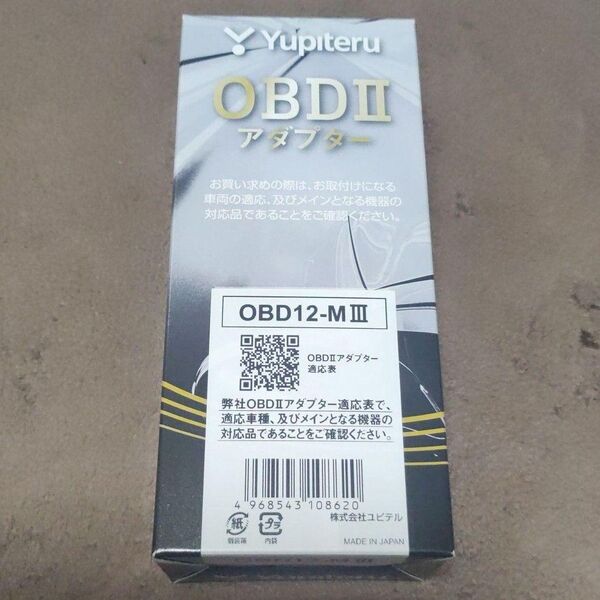 Yupiteru
OBDⅡ
アダプター
お買い求めの際は、お取付けになる
車両の適応、及びメインとなる機器の
対応品であることをご確認ください。
OBD12-MⅢ
OBDⅡアダプター
適応表
弊社OBDⅡアダプター適応表で、
適応車種、及びメインとなる機器の
対応品であることをご確認ください。
4 968543 108620
紙
個装箱
プラ
内袋
株式会社ユピテル
MADE IN JAPAN